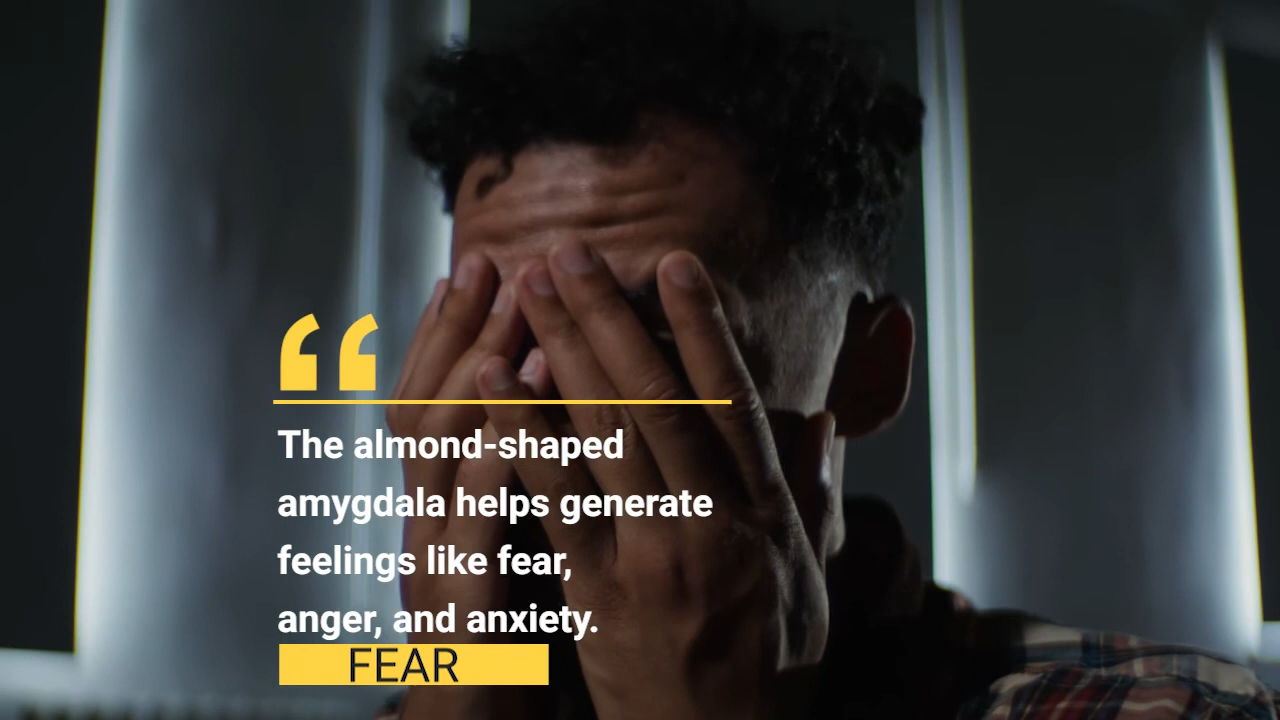 “
The almond-shaped
amygdala helps generate
feelings like fear,
anger, and anxiety.
FEAR